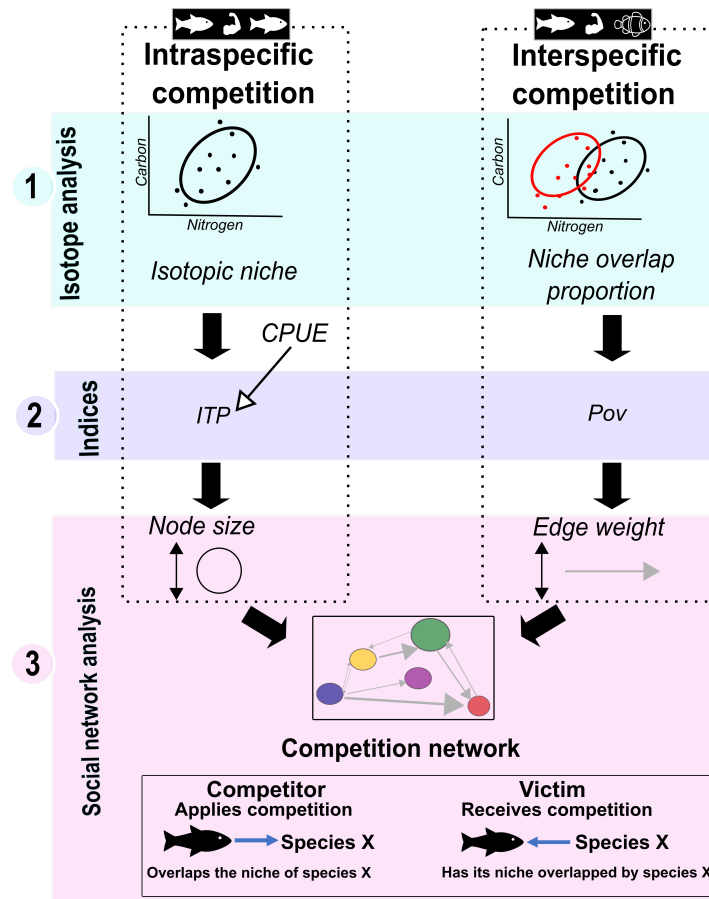 Intraspecific
competition
Interspecific
competition
1
Isotope analysis
Carbon
Nitrogen
Isotopic niche
Carbon
Nitrogen
Niche overlap
proportion
CPUE
2
Indices
ITP
Pov
3
Social network analysis
Node size
Edge weight
Competition network
Competitor
Applies competition
Species X
Overlaps the niche of species X
Victim
Receives competition
Species X
Has its niche overlapped by species X